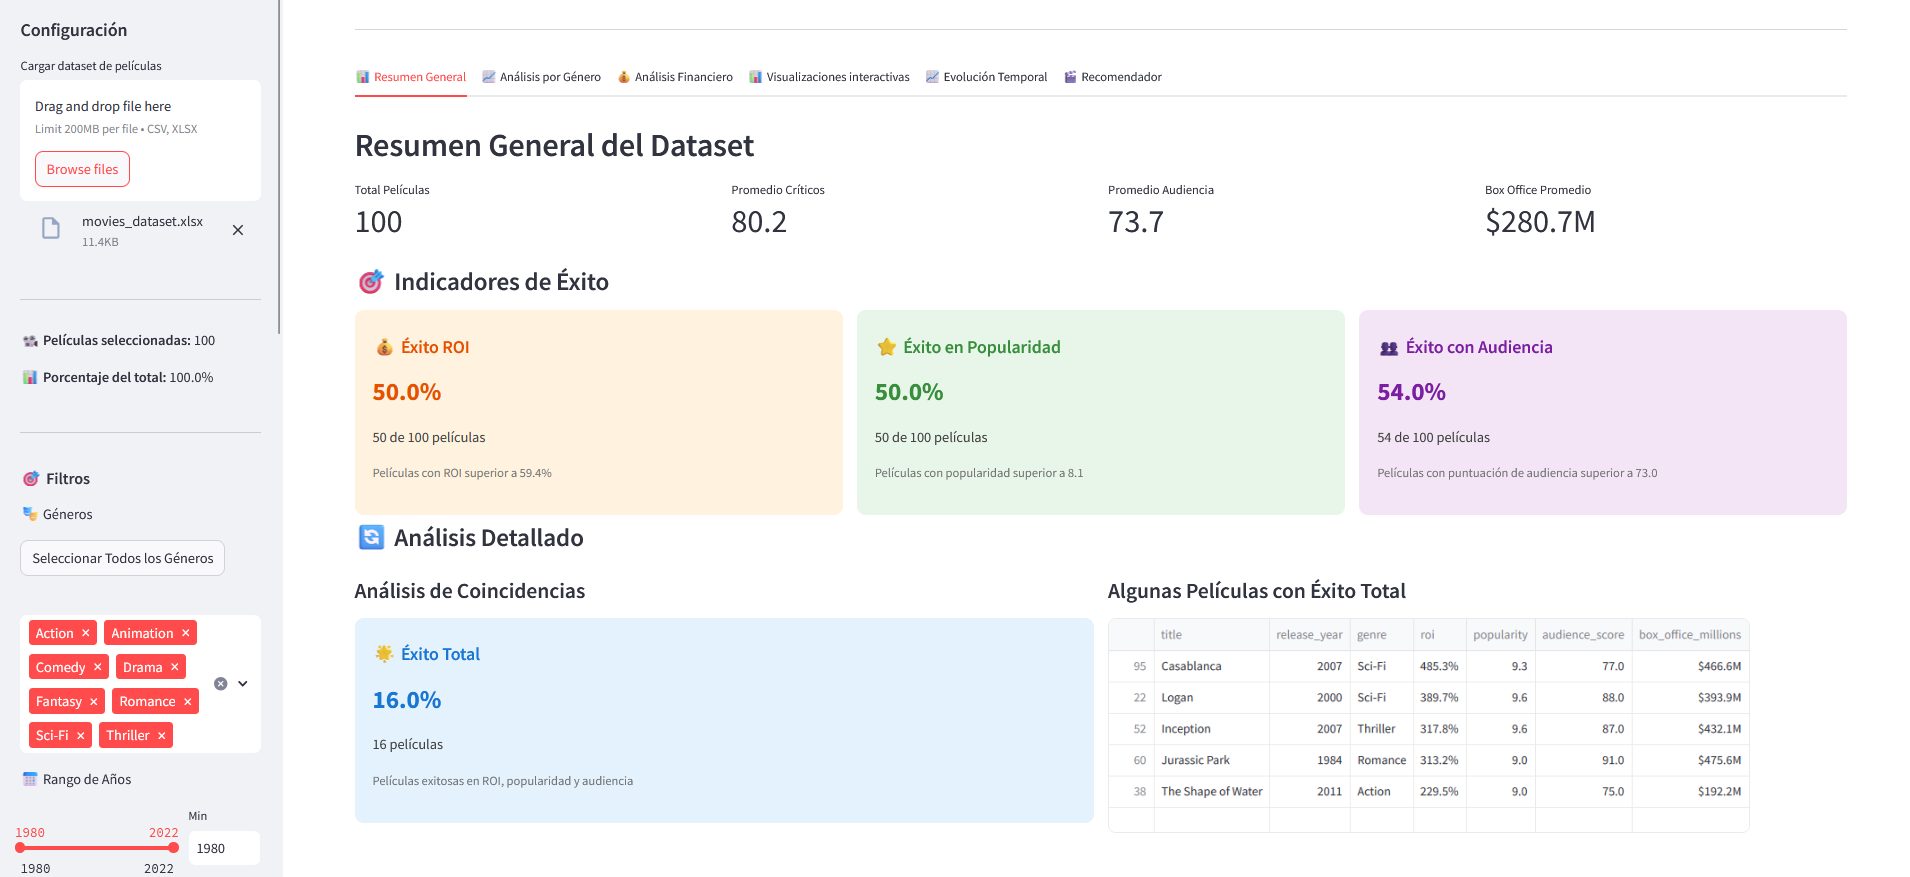 Configuración
Cargar dataset de películas
Drag and drop file here
Limit 200MB per file • CSV, XLSX
Browse files
movies_dataset.xlsx
11.4KB
Películas seleccionadas: 100
Porcentaje del total: 100.0%
Filtros
Géneros
Seleccionar Todos los Géneros
Action × Animation ×
Comedy × Drama ×
Fantasy × Romance ×
Sci-Fi × Thriller ×
Rango de Años
Min
1980 2022
1980
1980 2022
Resumen General Análisis por Género Análisis Financiero Visualizaciones interactivas Evolución Temporal Recomendador
Resumen General del Dataset
Total Películas Promedio Críticos Promedio Audiencia Box Office Promedio
100 80.2 73.7 $280.7M
Indicadores de Éxito
Éxito ROI
50.0%
50 de 100 películas
Películas con ROI superior a 59.4%
Éxito en Popularidad
50.0%
50 de 100 películas
Películas con popularidad superior a 8.1
Éxito con Audiencia
54.0%
54 de 100 películas
Películas con puntuación de audiencia superior a 73.0
Análisis Detallado
Análisis de Coincidencias
Éxito Total
16.0%
16 películas
Películas exitosas en ROI, popularidad y audiencia
Algunas Películas con Éxito Total
title release_year genre roi popularity audience_score box_office_millions
95 Casablanca 2007 Sci-Fi 485.3% 9.3 77.0 $466.6M
22 Logan 2000 Sci-Fi 389.7% 9.6 88.0 $393.9M
52 Inception 2007 Thriller 317.8% 9.6 87.0 $432.1M
60 Jurassic Park 1984 Romance 313.2% 9.0 91.0 $475.6M
38 The Shape of Water 2011 Action 229.5% 9.0 75.0 $192.2M